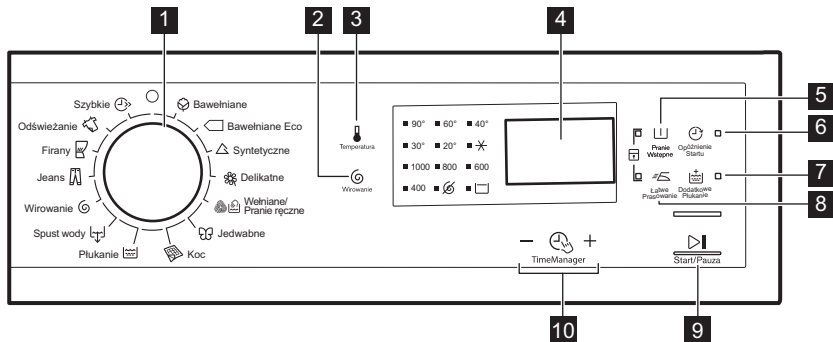 1
2
3
4
5
6
7
8
9
10
Szybkie
Odświeżanie
Firany
Jeans
Wirowanie
Spust wody
Płukanie
Bawełniane
Bawełniane Eco
Syntetyczne
Delikatne
Wełniane/
Pranie ręczne
Jedwabne
Koc
Temperatura
Wirowanie
90° 60° 40°
30° 20°
1000 800 600
400
Pranie
Wstępne
Opóźnienie
Startu
Łatwe
Prasowanie
Dodatkowe
Płukanie
− +
TimeManager
Start/Pauza